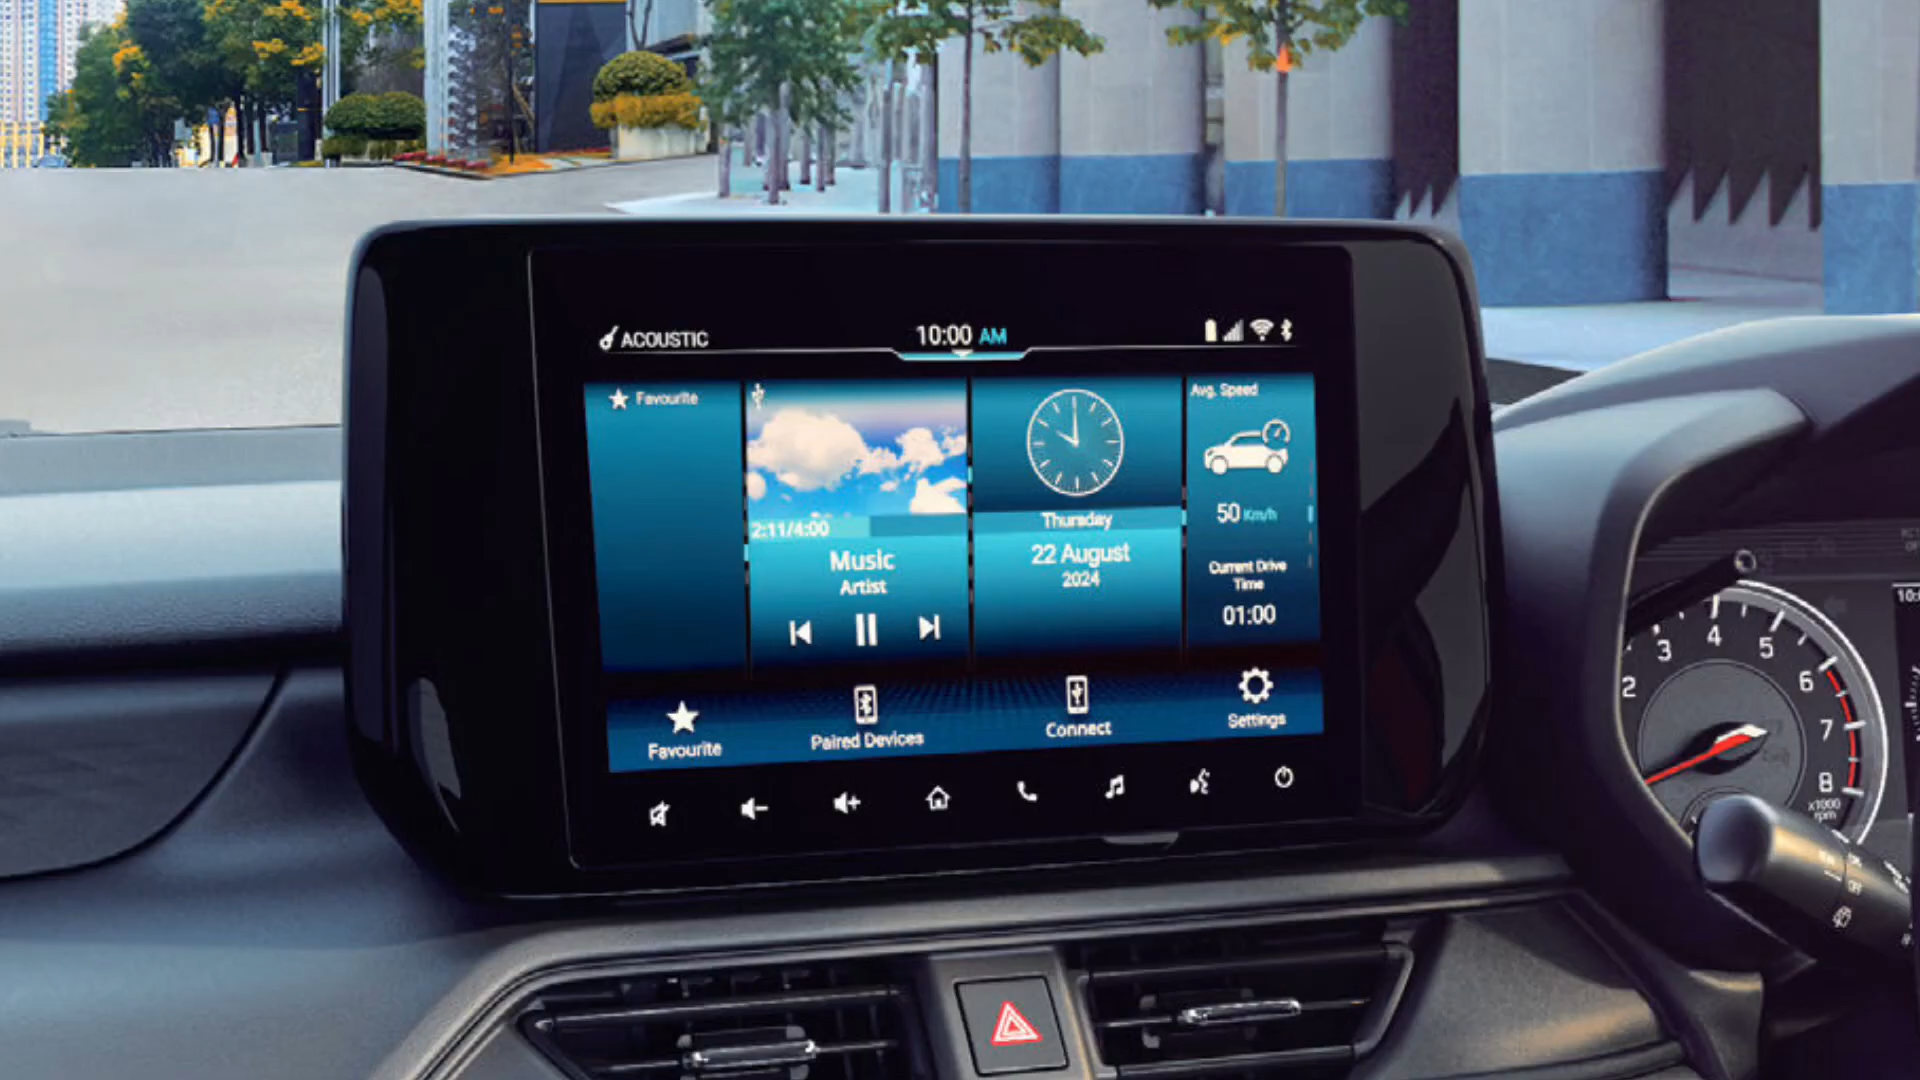 ACOUSTIC
10:00 AM
Favourite
2:11/4:00
Music
Artist
Thursday
22 August
2024
Avg. Speed
50 Km/h
Current Drive
Time
01:00
Favourite
Paired Devices
Connect
Settings
2
3
4
5
6
7
8
x1000
rpm
OFF